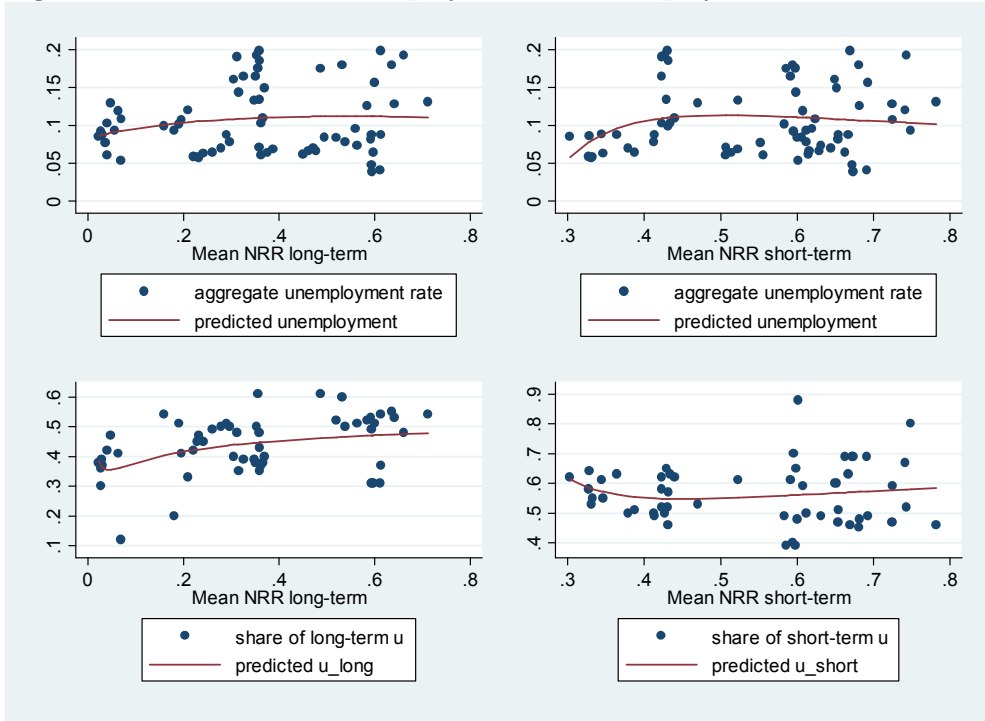 .2
.15
.1
.05
0
0 .2 .4 .6 .8
Mean NRR long-term
aggregate unemployment rate
predicted unemployment
.2
.15
.1
.05
0
.3 .4 .5 .6 .7 .8
Mean NRR short-term
aggregate unemployment rate
predicted unemployment
.6
.5
.4
.3
.2
.1
0 .2 .4 .6 .8
Mean NRR long-term
share of long-term u
predicted u_long
.9
.8
.7
.6
.5
.4
.3 .4 .5 .6 .7 .8
Mean NRR short-term
share of short-term u
predicted u_short